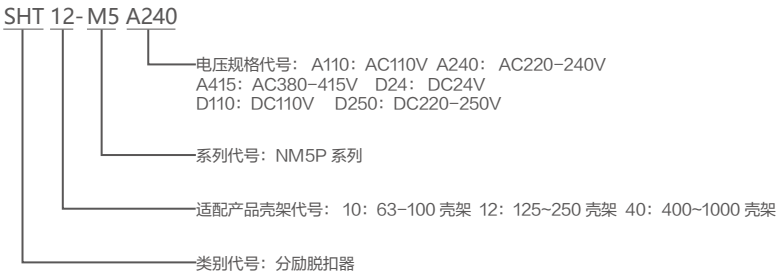 SHT 12-M5 A240
电压规格代号： A110：AC110V A240： AC220-240V
A415：AC380-415V D24：DC24V
D110：DC110V D250：DC220-250V
系列代号：NM5P 系列
适配产品壳架代号： 10：63-100 壳架 12：125~250 壳架 40：400~1000 壳架
类别代号：分励脱扣器